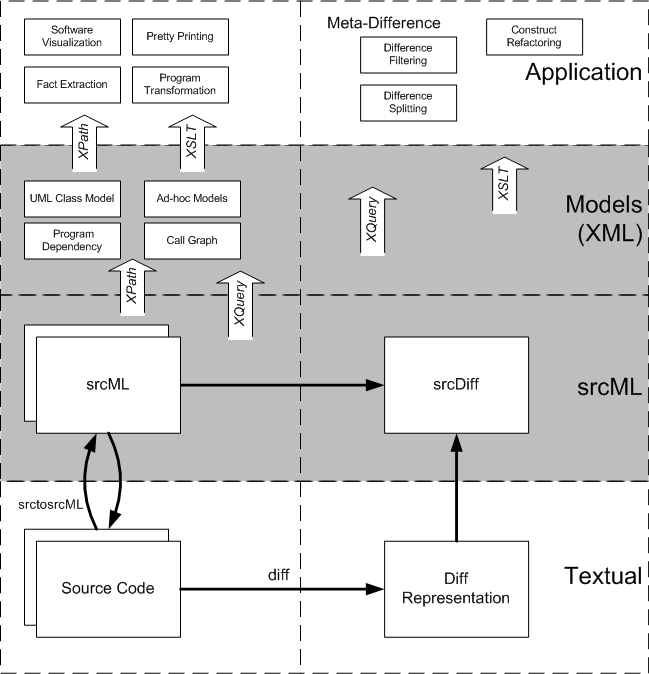 Software
Visualization
Pretty Printing
Fact Extraction
Program
Transformation
Meta-Difference
Difference
Filtering
Difference
Splitting
Construct
Refactoring
Application
XPath
XSLT
UML Class Model
Ad-hoc Models
Program
Dependency
Call Graph
XQuery
XSLT
Models
(XML)
XPath
XQuery
srcML
srcDiff
srcML
srctosrcML
Source Code
diff
Diff
Representation
Textual